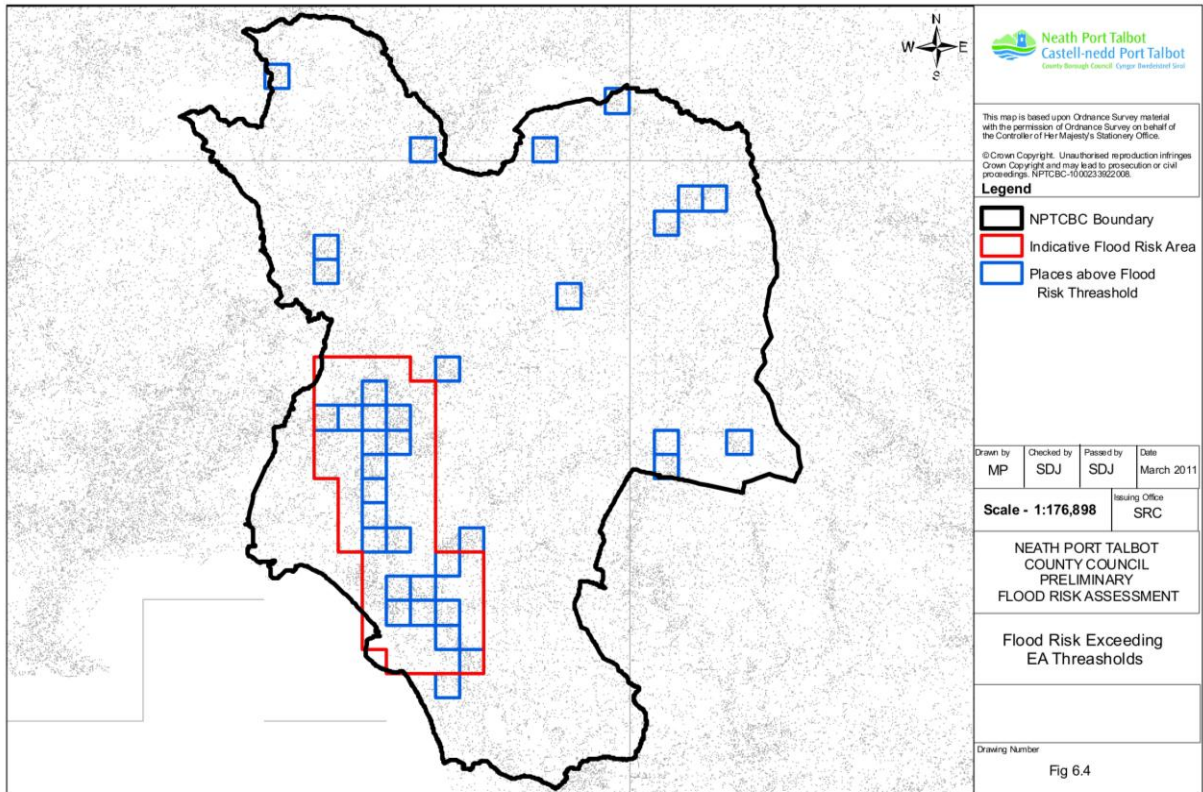 N
W E
S
Neath Port Talbot
Castell-nedd Port Talbot
County Borough Council Cyngor Bwrdeistref Sirol
This map is based upon Ordnance Survey material
with the permission of Ordnance Survey on behalf of
the Controller of Her Majesty's Stationery Office.
© Crown Copyright. Unauthorised reproduction infringes
Crown Copyright and may lead to prosecution or civil
proceedings. NPTCBC-1000233922008.
Legend
NPTCBC Boundary
Indicative Flood Risk Area
Places above Flood
Risk Threashold
Drawn by
MP
Checked by
SDJ
Passed by
SDJ
Date
March 2011
Scale - 1:176,898
Issuing Office
SRC
NEATH PORT TALBOT
COUNTY COUNCIL
PRELIMINARY
FLOOD RISK ASSESSMENT
Flood Risk Exceeding
EA Threasholds
Drawing Number
Fig 6.4